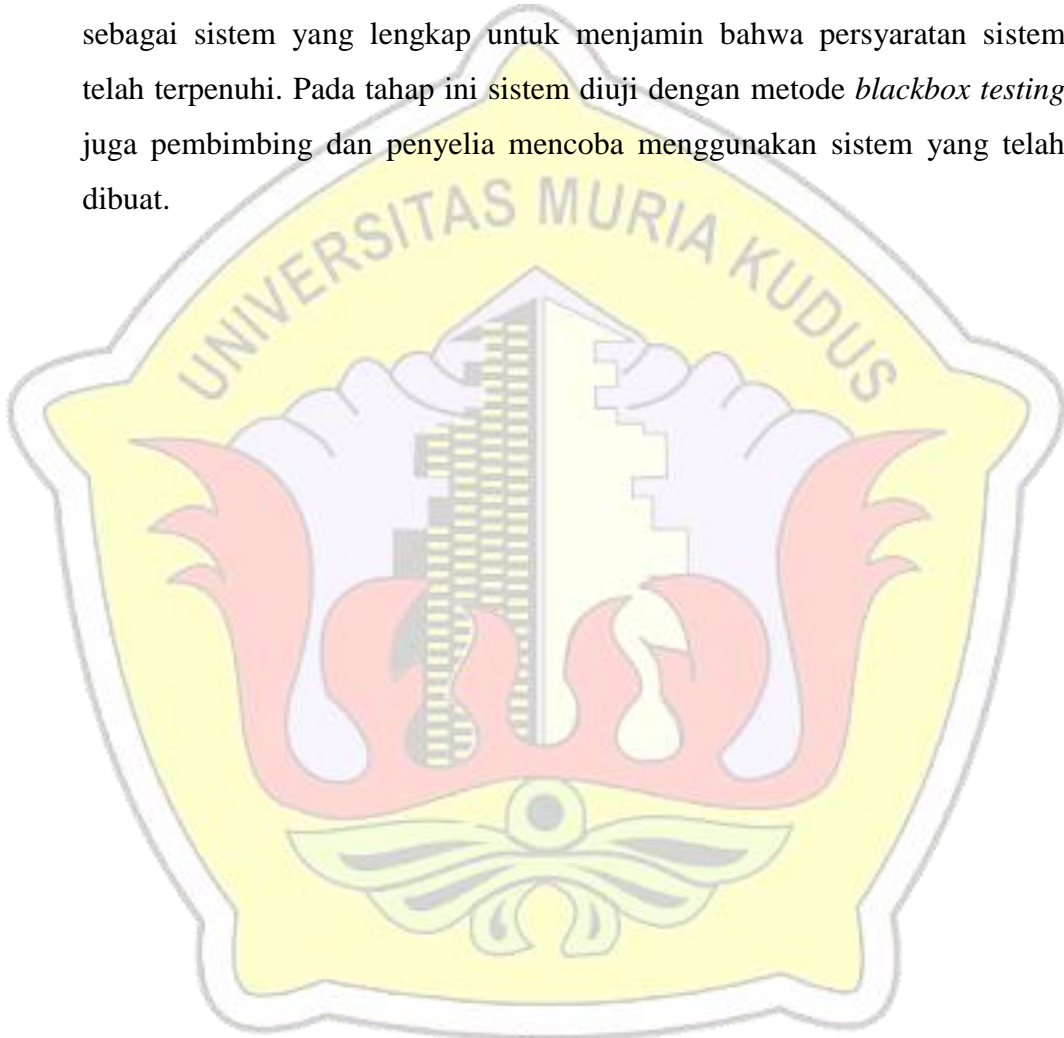 sebagai sistem yang lengkap untuk menjamin bahwa persyaratan sistem
telah terpenuhi. Pada tahap ini sistem diuji dengan metode blackbox testing
juga pembimbing dan penyelia mencoba menggunakan sistem yang telah
dibuat.
UNIVERSITAS MURIA KUDUS